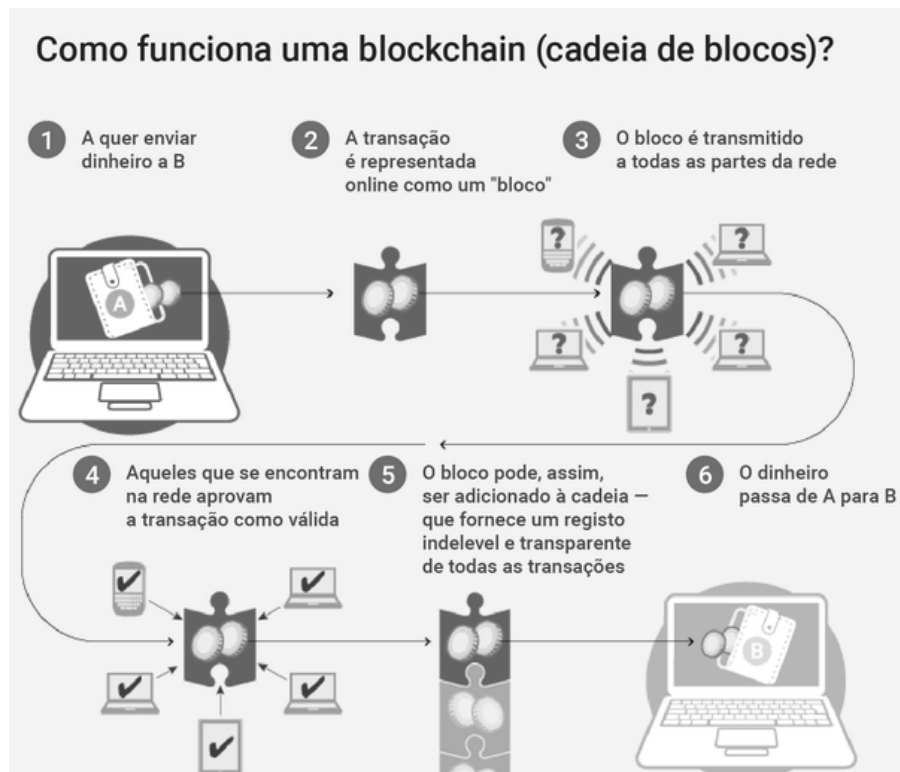 Como funciona uma blockchain (cadeia de blocos)?
1
A quer enviar
dinheiro a B
2
A transação
é representada
online como um "bloco"
3
O bloco é transmitido
a todas as partes da rede
A
?
?
?
?
?
4
Aqueles que se encontram
na rede aprovam
a transação como válida
5
O bloco pode, assim,
ser adicionado à cadeia —
que fornece um registo
indelevel e transparente
de todas as transações
6
O dinheiro
passa de A para B
B